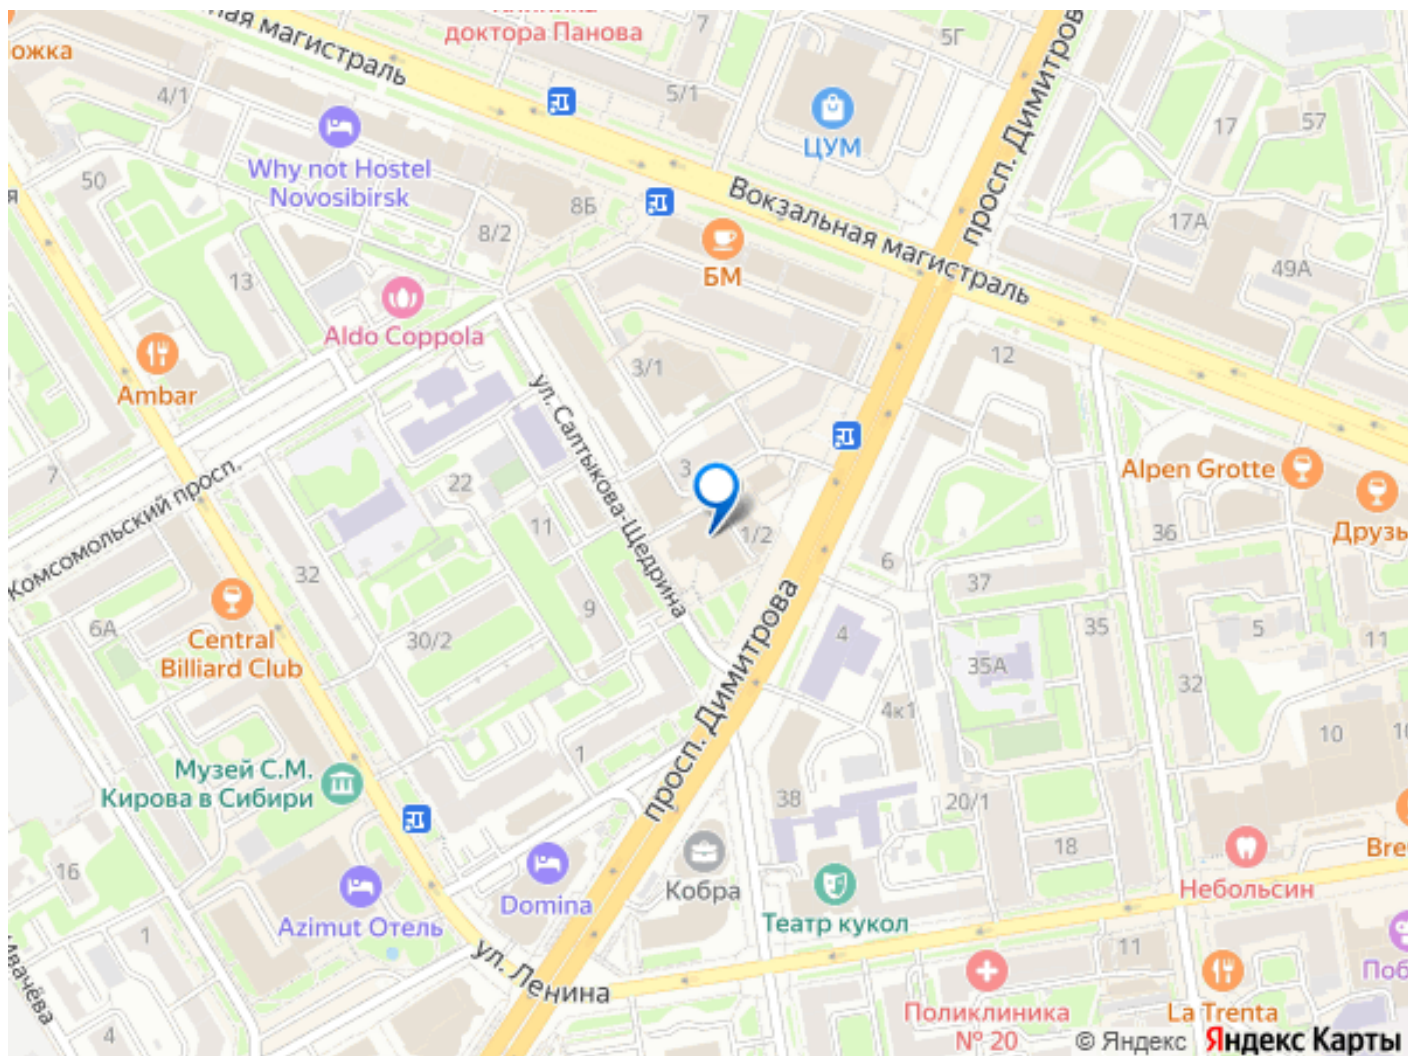 доктора Панова
7
5Г
ная магистраль
просп. Димитров
ожка
4/1
5/1
ЦУМ
17
57
Why not Hostel
Novosibirsk
50
8Б
Вокзальная магистраль
17А
8/2
БМ
49А
13
Aldo Coppola
3/1
12
Ambar
ул. Салтыкова-Щедрина
7
Комсомольский просп.
22
3
Alpen Grotte
11
1/2
36
Друзь
32
6
37
9
6А
Central
Billiard Club
30/2
4
35
5
11
35А
просп. Димитрова
32
4к1
1
10
Музей С.М.
Кирова в Сибири
38
20/1
18
Bre
16
Domina
Кобра
Небольсин
Azimut Отель
Театр кукол
1
11
ул. Ленина
Поб
ивачёва
4
Поликлиника
№ 20
La Trenta
© Яндекс Яндекс Карты